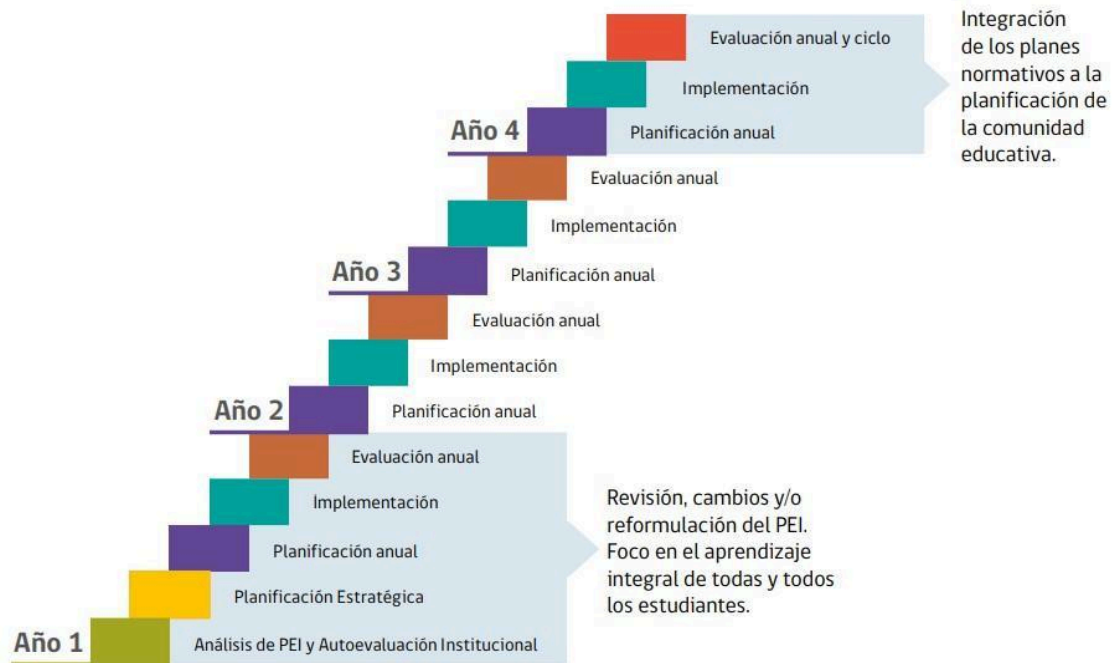 Evaluación anual y ciclo
Implementación
Año 4
Planificación anual
Integración
de los planes
normativos a la
planificación de
la comunidad
educativa.
Evaluación anual
Implementación
Año 3
Planificación anual
Evaluación anual
Implementación
Año 2
Planificación anual
Evaluación anual
Implementación
Planificación anual
Planificación Estratégica
Año 1
Análisis de PEI y Autoevaluación Institucional
Revisión, cambios y/o
reformulación del PEI.
Foco en el aprendizaje
integral de todas y todos
los estudiantes.